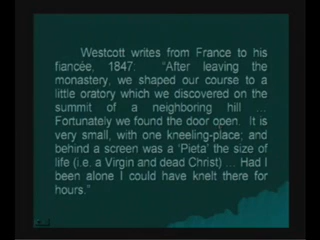 Westcott writes from France to his
fiancée, 1847. "After leaving the
monastery, we shaped our course to a
little oratory which we discovered on the
summit of a neighboring hill ...
Fortunately we found the door open. It is
very small, with one kneeling-place; and
behind a screen was a 'Pieta' the size of
life (i.e. a Virgin and dead Christ) ... Had I
been alone I could have knelt there for
hours."